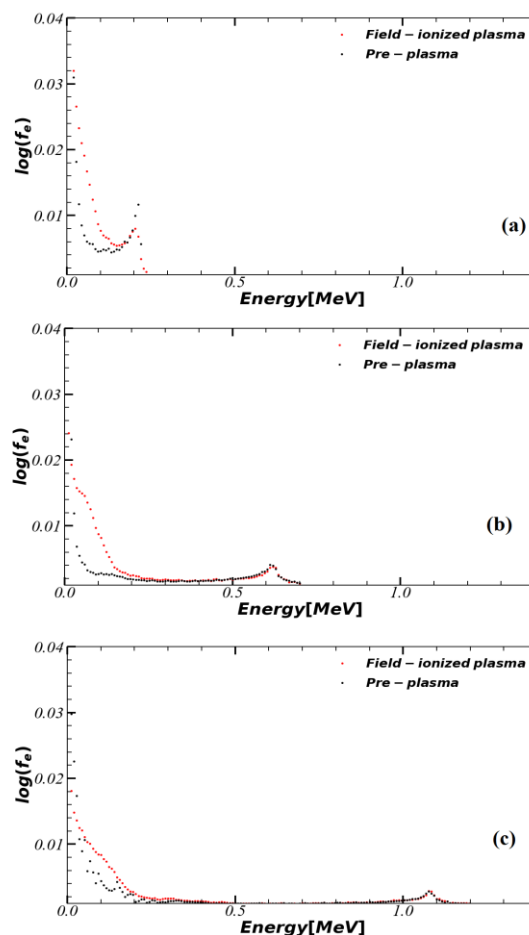 0.04
Field – ionized plasma
Pre – plasma
0.03
log(f_e)
0.02
0.01
(a)
0.0 0.5 1.0
Energy[MeV]
0.04
Field – ionized plasma
Pre – plasma
0.03
log(f_e)
0.02
0.01
(b)
0.0 0.5 1.0
Energy[MeV]
0.04
Field – ionized plasma
Pre – plasma
0.03
log(f_e)
0.02
0.01
(c)
0.0 0.5 1.0
Energy[MeV]